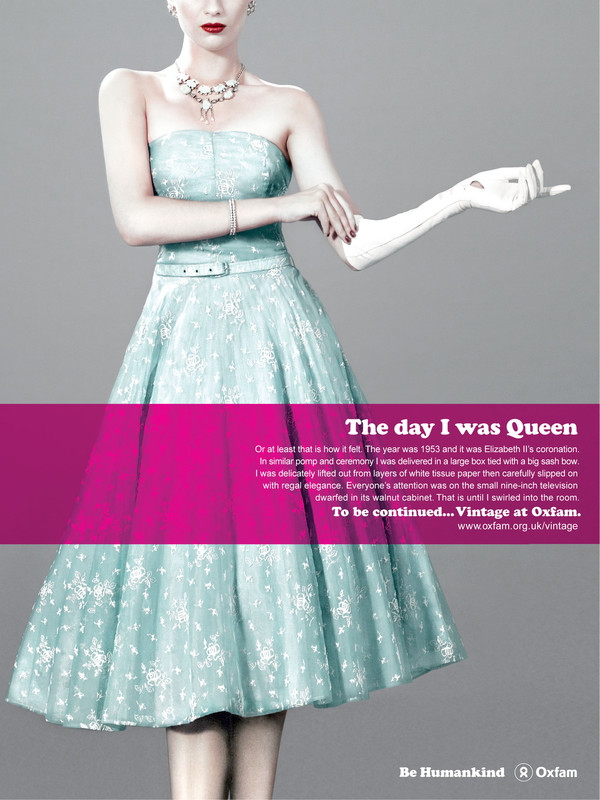 The day I was Queen
Or at least that is how it felt. The year was 1953 and it was Elizabeth II's coronation.
In similar pomp and ceremony I was delivered in a large box tied with a big sash bow.
I was delicately lifted out from layers of white tissue paper then carefully slipped on
with regal elegance. Everyone's attention was on the small nine-inch television
dwarfed in its walnut cabinet. That is until I swirled into the room.
To be continued... Vintage at Oxfam.
www.oxfam.org.uk/vintage
Be Humankind Oxfam